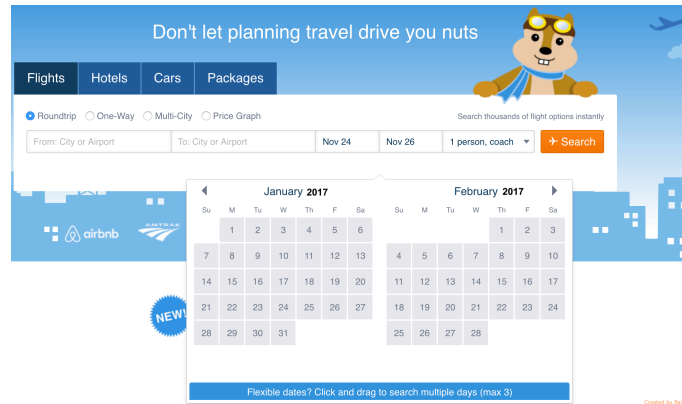 Don't let planning travel drive you nuts
Flights Hotels Cars Packages
Roundtrip One-Way Multi-City Price Graph Search thousands of flight options instantly
From: City or Airport To: City or Airport Nov 24 Nov 26 1 person, coach Search
January 2017 February 2017
Su M Tu W Th F Sa Su M Tu W Th F Sa
1 2 3 4 5 6 1 2 3
7 8 9 10 11 12 13 4 5 6 7 8 9 10
14 15 16 17 18 19 20 11 12 13 14 15 16 17
21 22 23 24 25 26 27 18 19 20 21 22 23 24
28 29 30 31 25 26 27 28
airbnb AMTRAK
NEW!
Flexible dates? Click and drag to search multiple days (max 3)
Created by Pa